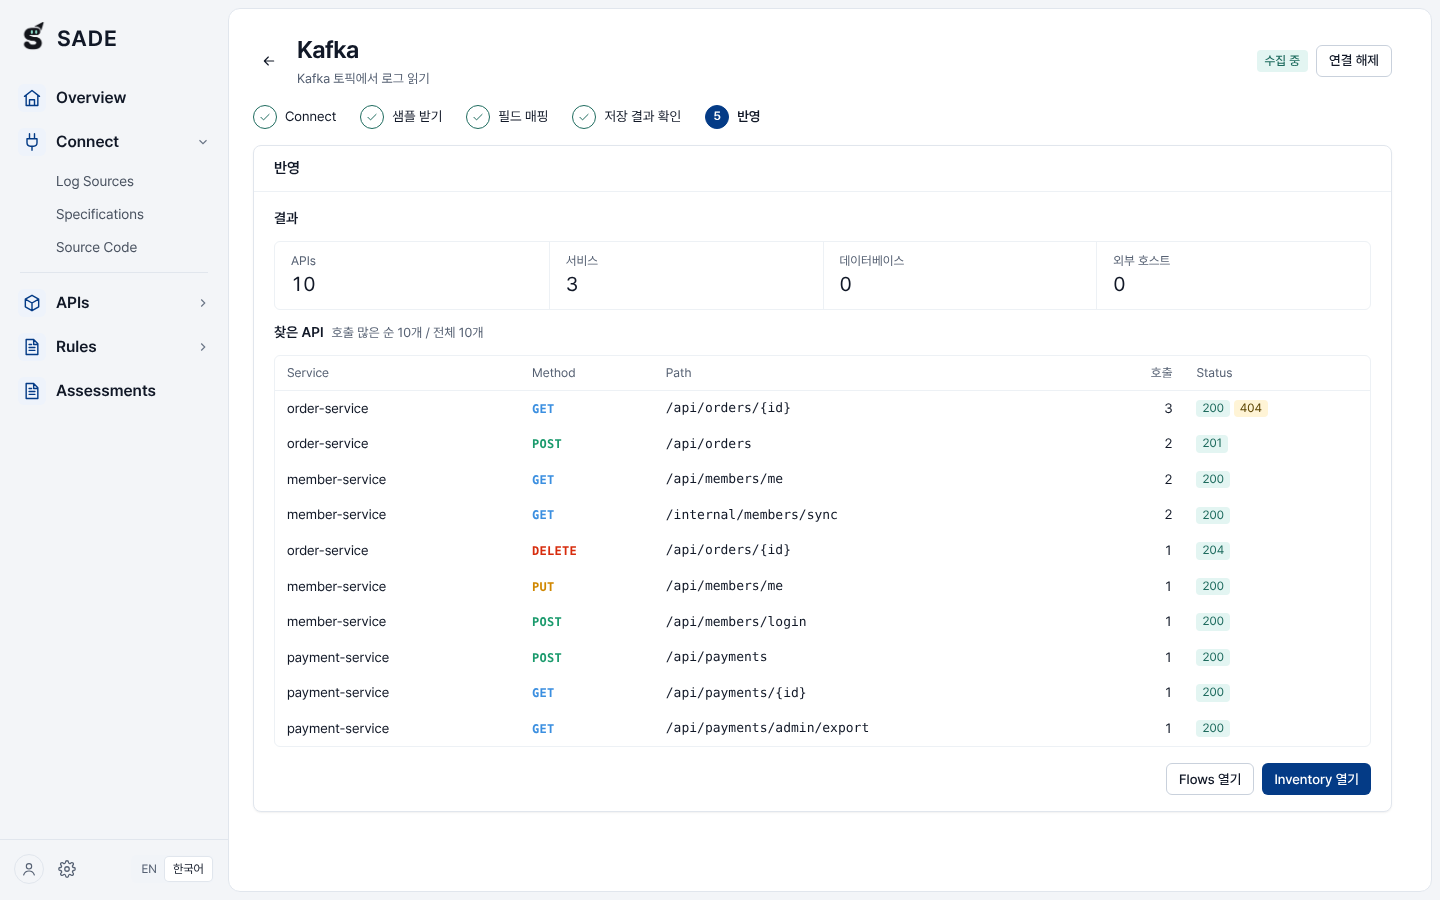 SADE
Overview
Connect
Log Sources
Specifications
Source Code
APIs
Rules
Assessments
EN 한국어
Kafka
Kafka 토픽에서 로그 읽기
수집 중 연결 해제
Connect 샘플 받기 필드 매핑 저장 결과 확인 5 반영
반영
결과
APIs 서비스 데이터베이스 외부 호스트
10 3 0 0
찾은 API 호출 많은 순 10개 / 전체 10개
Service Method Path 호출 Status
order-service GET /api/orders/{id} 3 200 404
order-service POST /api/orders 2 201
member-service GET /api/members/me 2 200
member-service GET /internal/members/sync 2 200
order-service DELETE /api/orders/{id} 1 204
member-service PUT /api/members/me 1 200
member-service POST /api/members/login 1 200
payment-service POST /api/payments 1 200
payment-service GET /api/payments/{id} 1 200
payment-service GET /api/payments/admin/export 1 200
Flows 열기 Inventory 열기